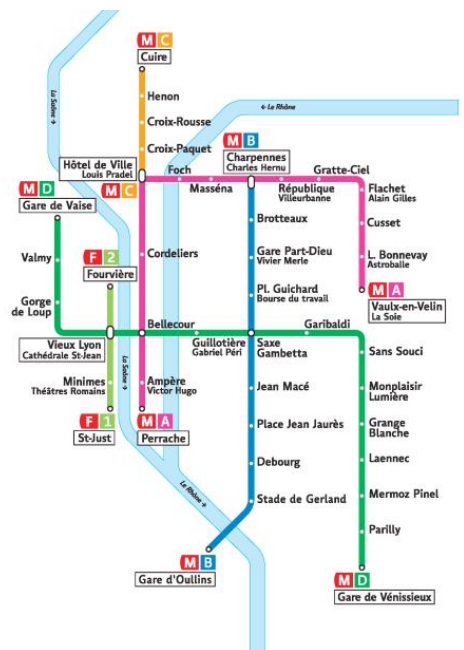 M C
Cuire
Henon
Croix-Rousse
Croix-Paquet
La Saône →
← Le Rhône
M B
Charpennes
Charles Hernu
Hôtel de Ville
Louis Pradel
M C
Foch
Masséna
République
Villeurbanne
Gratte-Ciel
Flachet
Alain Gilles
Cusset
L. Bonnevay
Astroballe
M A
Vaulx-en-Velin
La Soie
M D
Gare de Vaise
Valmy
Gorge
de Loup
F 2
Fourvière
Cordeliers
Brotteaux
Gare Part-Dieu
Vivier Merle
Pl. Guichard
Bourse du travail
Vieux Lyon
Cathédrale St-Jean
Bellecour
Guillotière
Gabriel Péri
Saxe
Gambetta
Garibaldi
La Saône →
Minimes
Théâtres Romains
F 1
St-Just
Ampère
Victor Hugo
M A
Perrache
Jean Macé
Place Jean Jaurès
Debourg
Stade de Gerland
Le Rhône →
M B
Gare d'Oullins
Sans Souci
Monplaisir
Lumière
Grange
Blanche
Laennec
Mermoz Pinel
Parilly
M D
Gare de Vénissieux